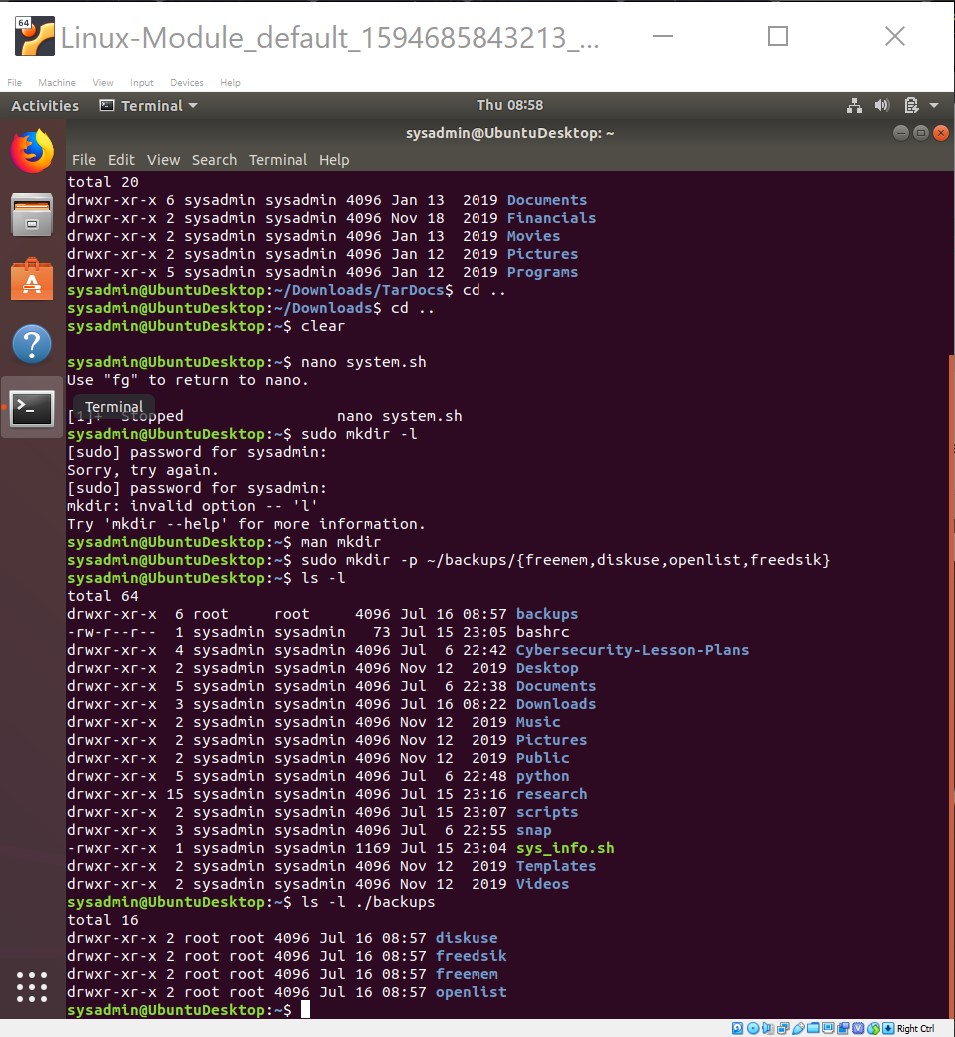 64
Linux-Module_default_1594685843213_...
File Machine View Input Devices Help
Activities Terminal Thu 08:58
sysadmin@UbuntuDesktop: ~
File Edit View Search Terminal Help
total 20
drwxr-xr-x 6 sysadmin sysadmin 4096 Jan 13  2019 Documents
drwxr-xr-x 2 sysadmin sysadmin 4096 Nov 18  2019 Financials
drwxr-xr-x 2 sysadmin sysadmin 4096 Jan 13  2019 Movies
drwxr-xr-x 2 sysadmin sysadmin 4096 Jan 12  2019 Pictures
drwxr-xr-x 5 sysadmin sysadmin 4096 Jan 12  2019 Programs
sysadmin@UbuntuDesktop:~/Downloads/TarDocs$ cd ..
sysadmin@UbuntuDesktop:~/Downloads$ cd ..
sysadmin@UbuntuDesktop:~$ clear
sysadmin@UbuntuDesktop:~$ nano system.sh
Use "fg" to return to nano.
Terminal
[1]+  Stopped                 nano system.sh
sysadmin@UbuntuDesktop:~$ sudo mkdir -l
[sudo] password for sysadmin:
Sorry, try again.
[sudo] password for sysadmin:
mkdir: invalid option -- 'l'
Try 'mkdir --help' for more information.
sysadmin@UbuntuDesktop:~$ man mkdir
sysadmin@UbuntuDesktop:~$ sudo mkdir -p ~/backups/{freemem,diskuse,openlist,freedsik}
sysadmin@UbuntuDesktop:~$ ls -l
total 64
drwxr-xr-x  6 root     root     4096 Jul 16 08:57 backups
-rw-r--r--  1 sysadmin sysadmin   73 Jul 15 23:05 bashrc
drwxr-xr-x  4 sysadmin sysadmin 4096 Jul  6 22:42 Cybersecurity-Lesson-Plans
drwxr-xr-x  2 sysadmin sysadmin 4096 Nov 12  2019 Desktop
drwxr-xr-x  5 sysadmin sysadmin 4096 Jul  6 22:38 Documents
drwxr-xr-x  3 sysadmin sysadmin 4096 Jul 16 08:22 Downloads
drwxr-xr-x  2 sysadmin sysadmin 4096 Nov 12  2019 Music
drwxr-xr-x  2 sysadmin sysadmin 4096 Nov 12  2019 Pictures
drwxr-xr-x  2 sysadmin sysadmin 4096 Nov 12  2019 Public
drwxr-xr-x  5 sysadmin sysadmin 4096 Jul  6 22:48 python
drwxr-xr-x 15 sysadmin sysadmin 4096 Jul 15 23:16 research
drwxr-xr-x  2 sysadmin sysadmin 4096 Jul 15 23:07 scripts
drwxr-xr-x  3 sysadmin sysadmin 4096 Jul  6 22:55 snap
-rwxr-xr-x  1 sysadmin sysadmin 1169 Jul 15 23:04 sys_info.sh
drwxr-xr-x  2 sysadmin sysadmin 4096 Nov 12  2019 Templates
drwxr-xr-x  2 sysadmin sysadmin 4096 Nov 12  2019 Videos
sysadmin@UbuntuDesktop:~$ ls -l ./backups
total 16
drwxr-xr-x 2 root root 4096 Jul 16 08:57 diskuse
drwxr-xr-x 2 root root 4096 Jul 16 08:57 freedsik
drwxr-xr-x 2 root root 4096 Jul 16 08:57 freemem
drwxr-xr-x 2 root root 4096 Jul 16 08:57 openlist
sysadmin@UbuntuDesktop:~$
Right Ctrl